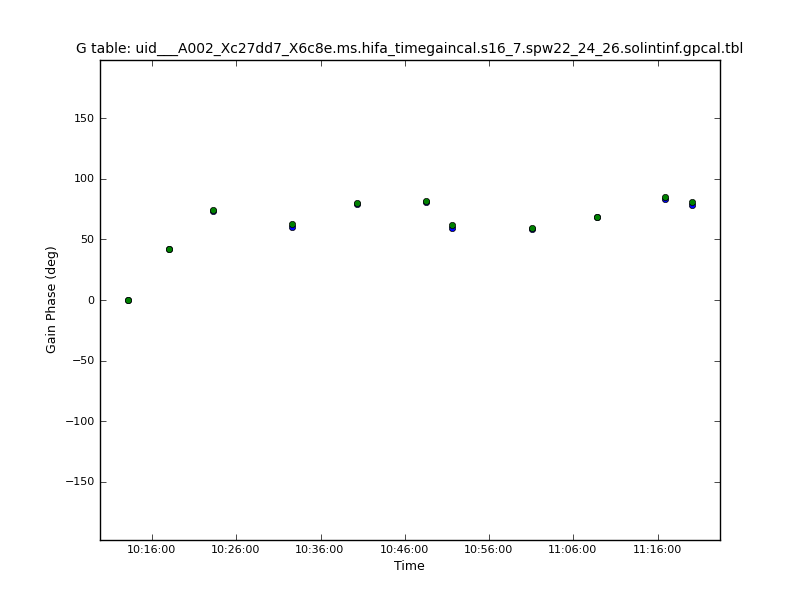 G table: uid___A002_Xc27dd7_X6c8e.ms.hifa_timegaincal.s16_7.spw22_24_26.solintinf.gpcal.tbl
150
100
50
0
−50
−100
−150
Gain Phase (deg)
10:16:00 10:26:00 10:36:00 10:46:00 10:56:00 11:06:00 11:16:00
Time